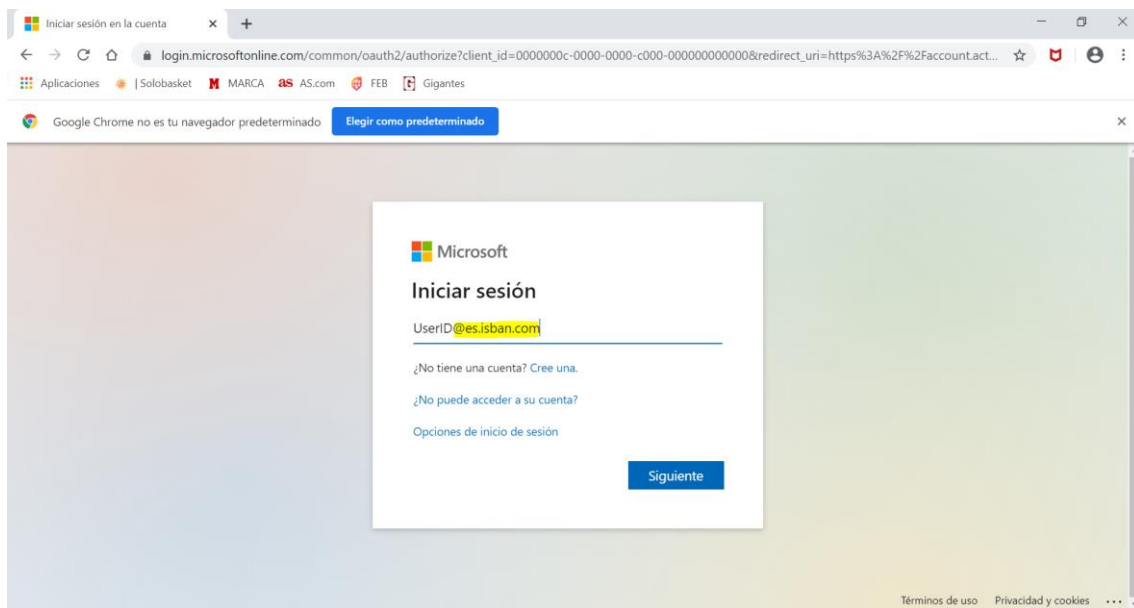 Iniciar sesión en la cuenta
login.microsoftonline.com/common/oauth2/authorize?client_id=0000000c-0000-0000-c000-000000000000&redirect_uri=https%3A%2F%2Faccount.act...
Aplicaciones | Solobasket M MARCA as AS.com FEB G Gigantes
Google Chrome no es tu navegador predeterminado Elegir como predeterminado
Microsoft
Iniciar sesión
UserID@es.isban.com
¿No tiene una cuenta? Cree una.
¿No puede acceder a su cuenta?
Opciones de inicio de sesión
Siguiente
Términos de uso Privacidad y cookies ...